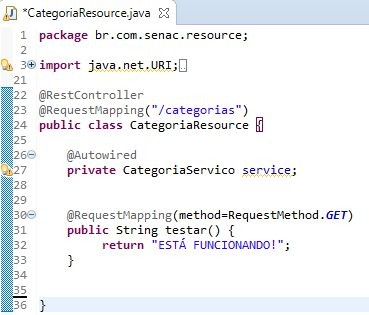 *CategoriaResource.java
1 package br.com.senac.resource;
2
3 import java.net.URI;
22 @RestController
23 @RequestMapping("/categorias")
24 public class CategoriaResource {
25
26 @Autowired
27 private CategoriaServico service;
28
29
30 @RequestMapping(method=RequestMethod.GET)
31 public String testar() {
32 return "ESTÁ FUNCIONANDO!";
33 }
34
35
36 }